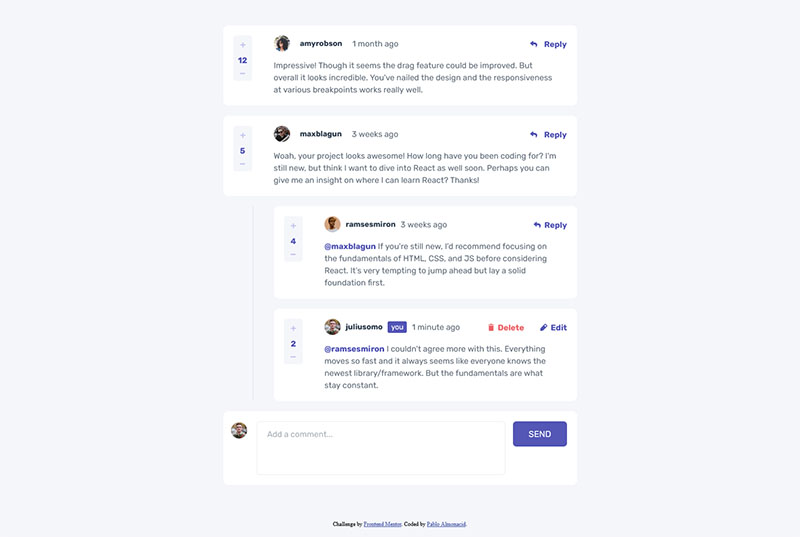 +
12
–
amyrobson 1 month ago Reply
Impressive! Though it seems the drag feature could be improved. But
overall it looks incredible. You've nailed the design and the responsiveness
at various breakpoints works really well.
+
5
–
maxblagun 3 weeks ago Reply
Woah, your project looks awesome! How long have you been coding for? I'm
still new, but think I want to dive into React as well soon. Perhaps you can
give me an insight on where I can learn React? Thanks!
+
4
–
ramsesmiron 3 weeks ago Reply
@maxblagun If you're still new, I'd recommend focusing on
the fundamentals of HTML, CSS, and JS before considering
React. It's very tempting to jump ahead but lay a solid
foundation first.
+
2
–
juliusomo you 1 minute ago Delete Edit
@ramsesmiron I couldn't agree more with this. Everything
moves so fast and it always seems like everyone knows the
newest library/framework. But the fundamentals are what
stay constant.
Add a comment...
SEND
Challenge by Frontend Mentor. Coded by Pablo Almonacid.